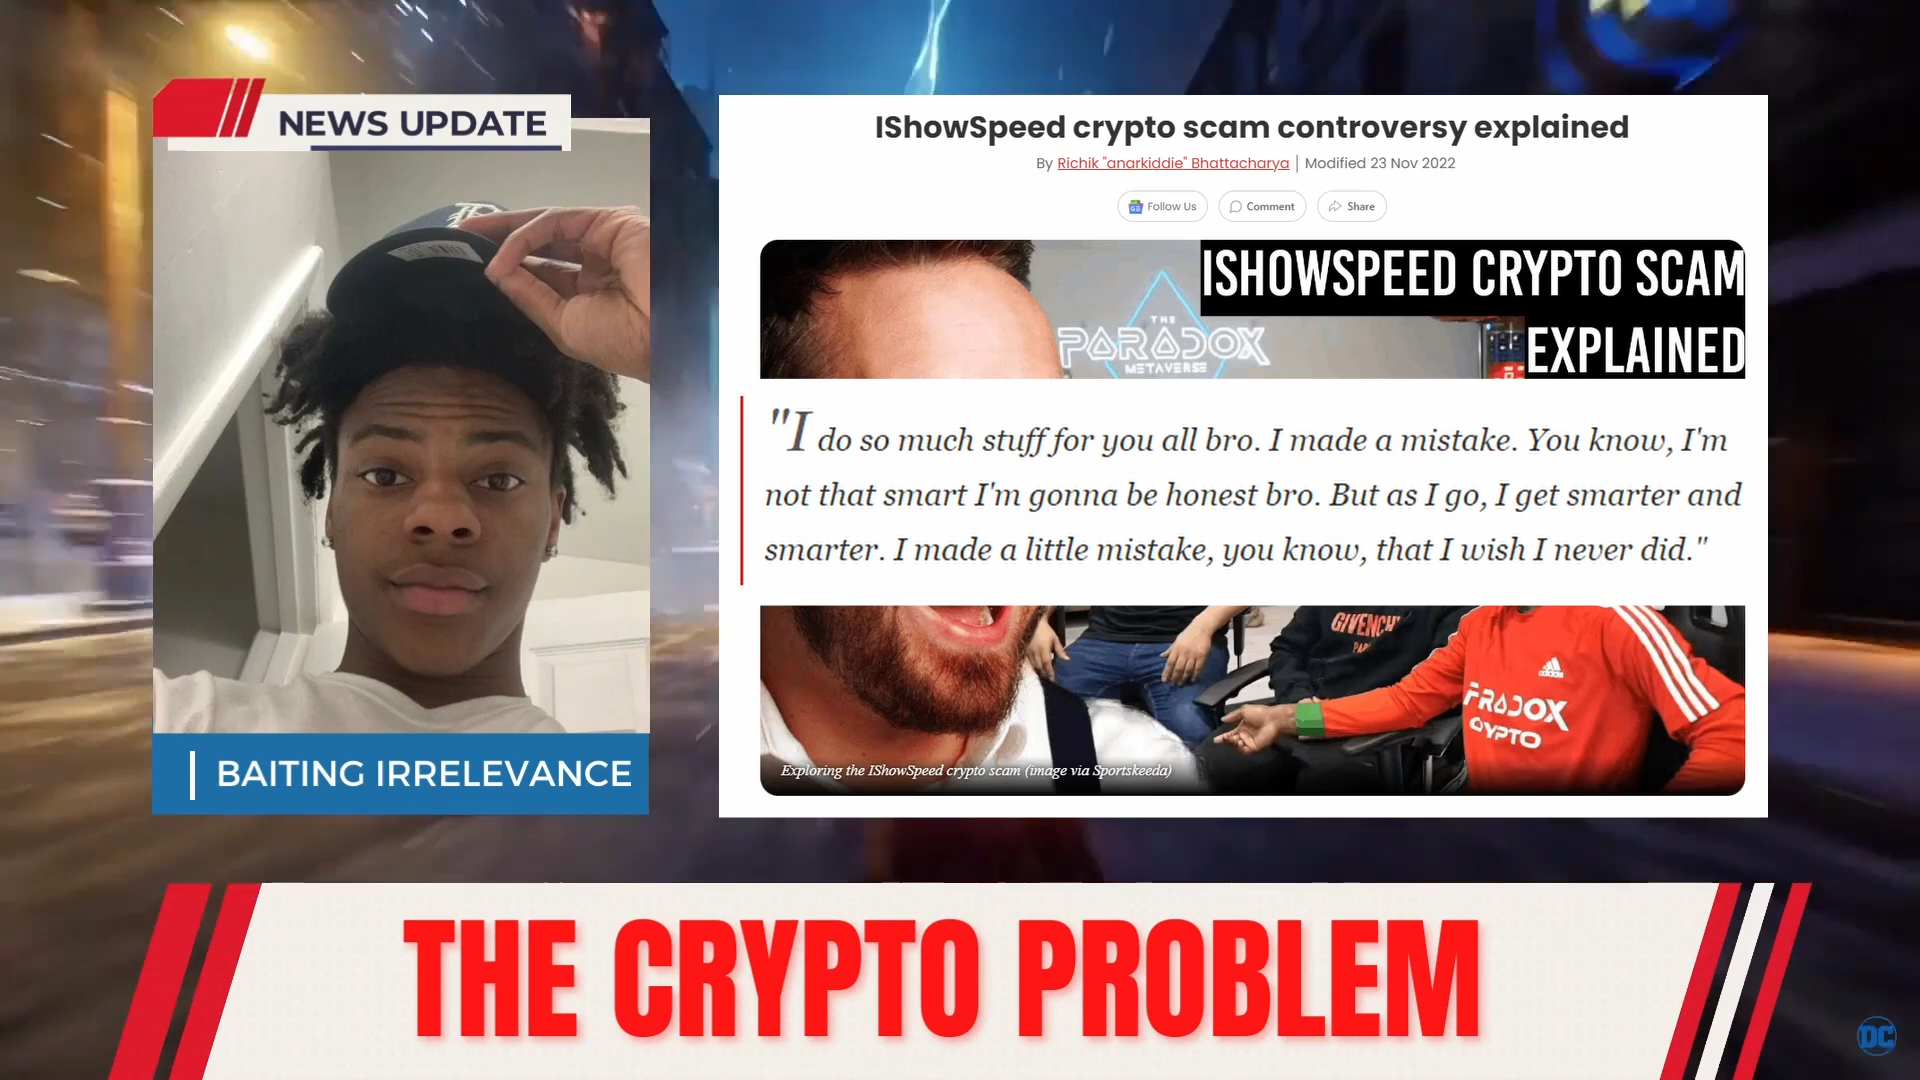 NEWS UPDATE
BAITING IRRELEVANCE
IShowSpeed crypto scam controversy explained
By Richik "anarkiddie" Bhattacharya | Modified 23 Nov 2022
Follow Us
Comment
Share
ISHOWSPEED CRYPTO SCAM
EXPLAINED
THE
PARADOX
METAVERSE
"I do so much stuff for you all bro. I made a mistake. You know, I'm
not that smart I'm gonna be honest bro. But as I go, I get smarter and
smarter. I made a little mistake, you know, that I wish I never did."
GIVENCHY
adidas
Exploring the IShowSpeed crypto scam (image via Sportskeeda)
THE CRYPTO PROBLEM
DC